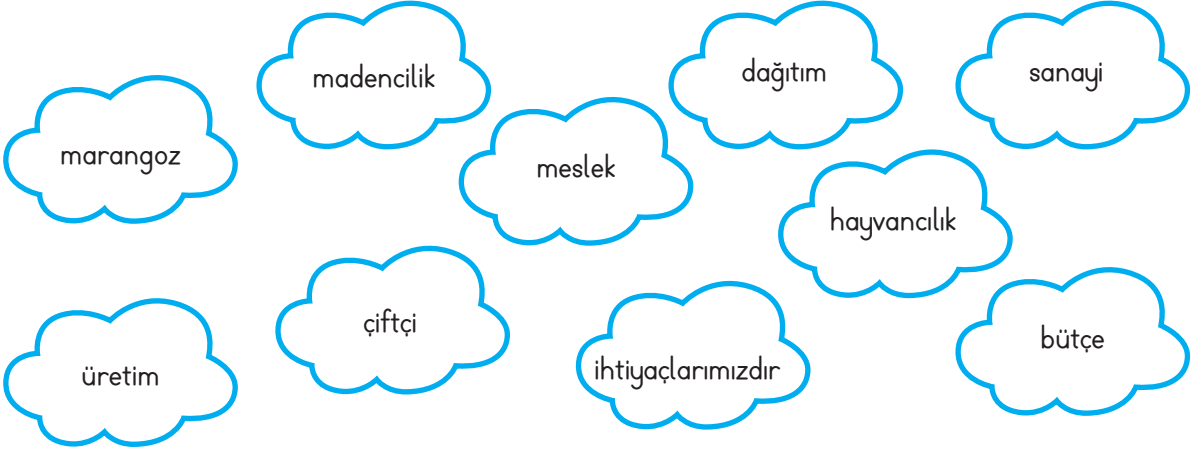 madencilik
dağıtım
sanayi
marangoz
meslek
hayvancılık
çiftçi
bütçe
üretim
ihtiyaçlarımızdır